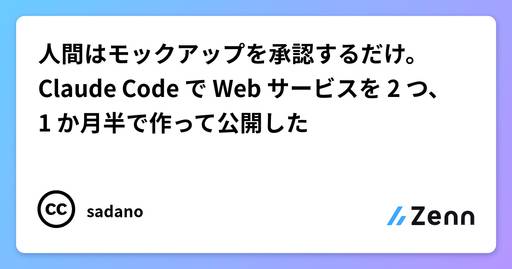 人間はモックアップを承認するだけ。
Claude Code で Web サービスを 2 つ、
1 か月半で作って公開した
cc
sadano
Zenn